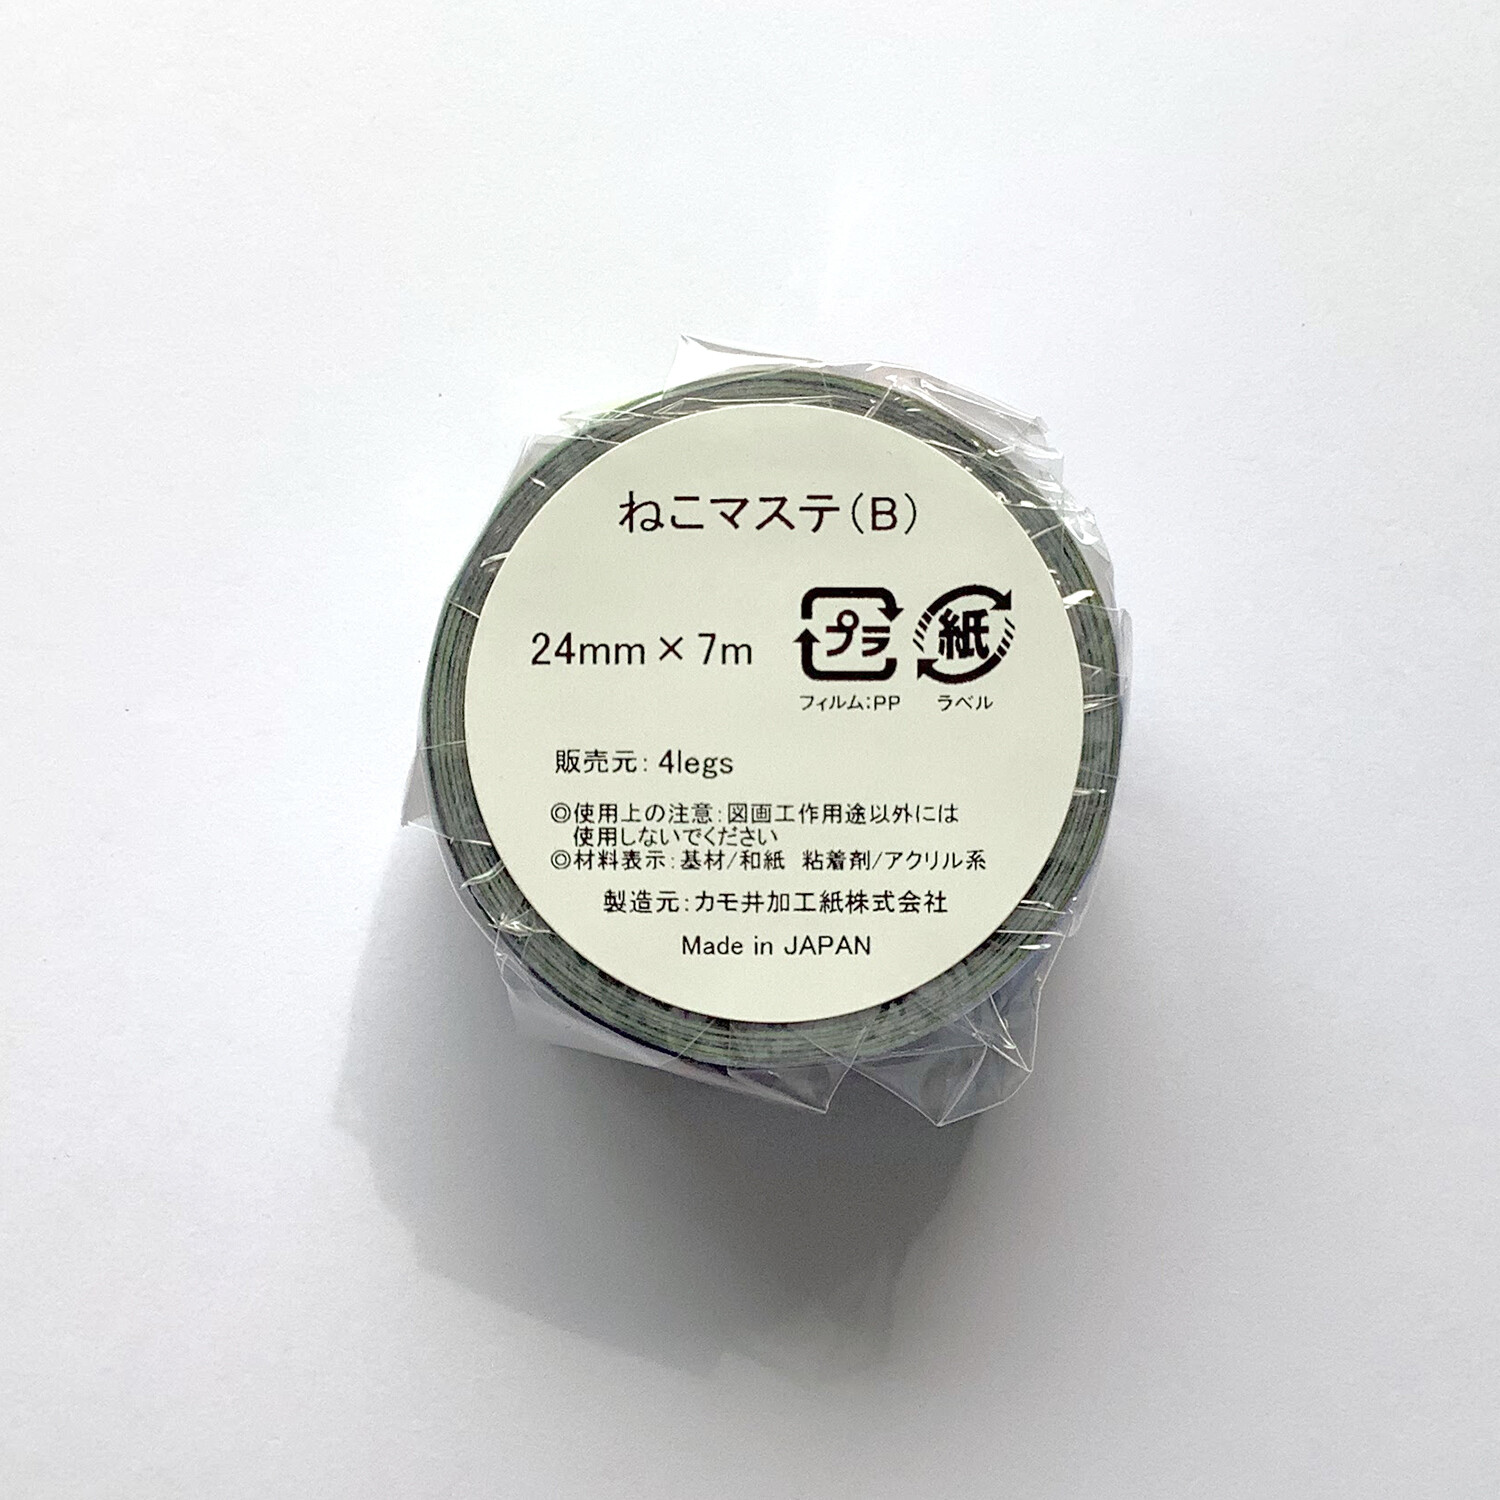 ねこマステ(B)
24mm×7m
プラ
紙
フィルム:PP
ラベル
販売元: 4legs
◎使用上の注意:図画工作用途以外には
使用しないでください
◎材料表示:基材/和紙 粘着剤/アクリル系
製造元:カモ井加工紙株式会社
Made in JAPAN